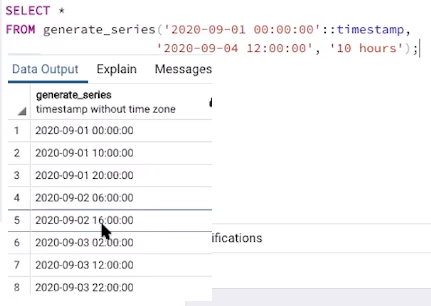 SELECT *
FROM generate_series('2020-09-01 00:00:00'::timestamp,
'2020-09-04 12:00:00', '10 hours');
Data Output Explain Messages
generate_series
timestamp without time zone
1 2020-09-01 00:00:00
2 2020-09-01 10:00:00
3 2020-09-01 20:00:00
4 2020-09-02 06:00:00
5 2020-09-02 16:00:00
6 2020-09-03 02:00:00
7 2020-09-03 12:00:00
8 2020-09-03 22:00:00
ifications